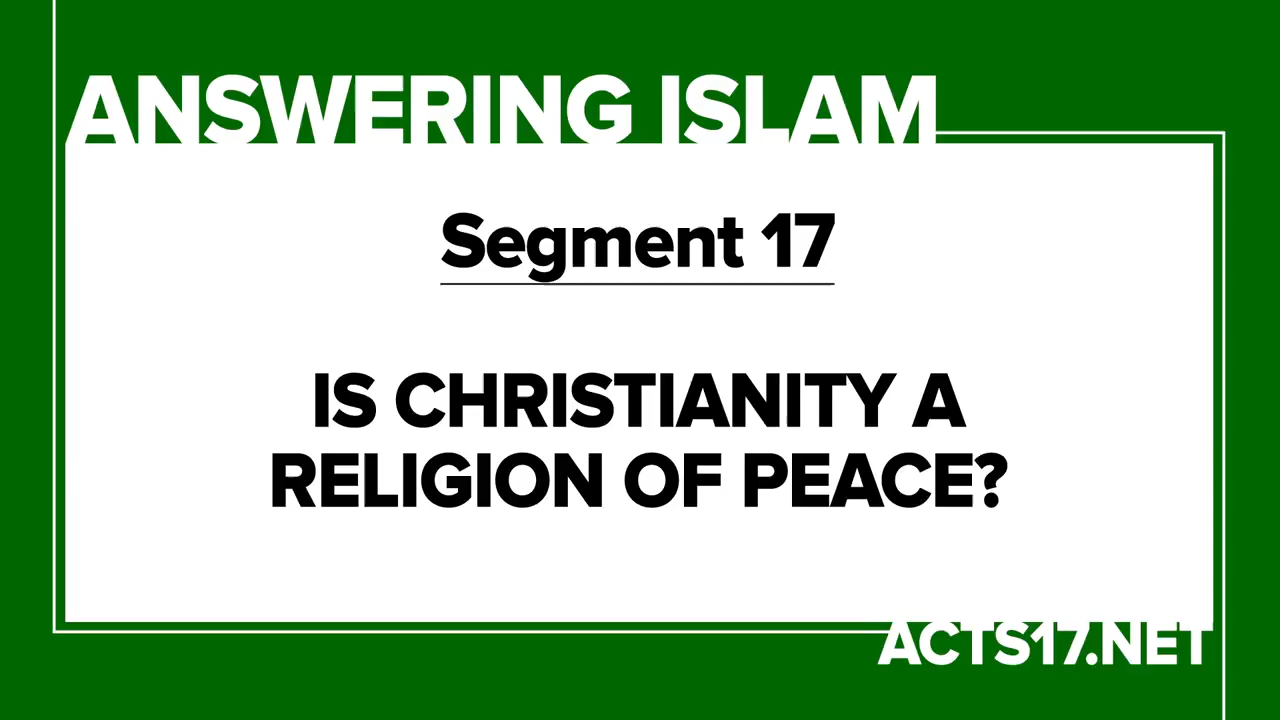 ANSWERING ISLAM
Segment 17
IS CHRISTIANITY A
RELIGION OF PEACE?
ACTS17.NET